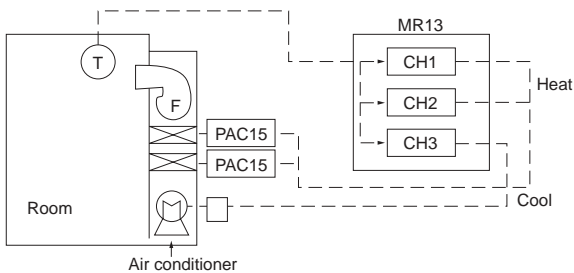 MR13
T
CH1
Heat
F
CH2
PAC15
CH3
PAC15
Room
Cool
Air conditioner